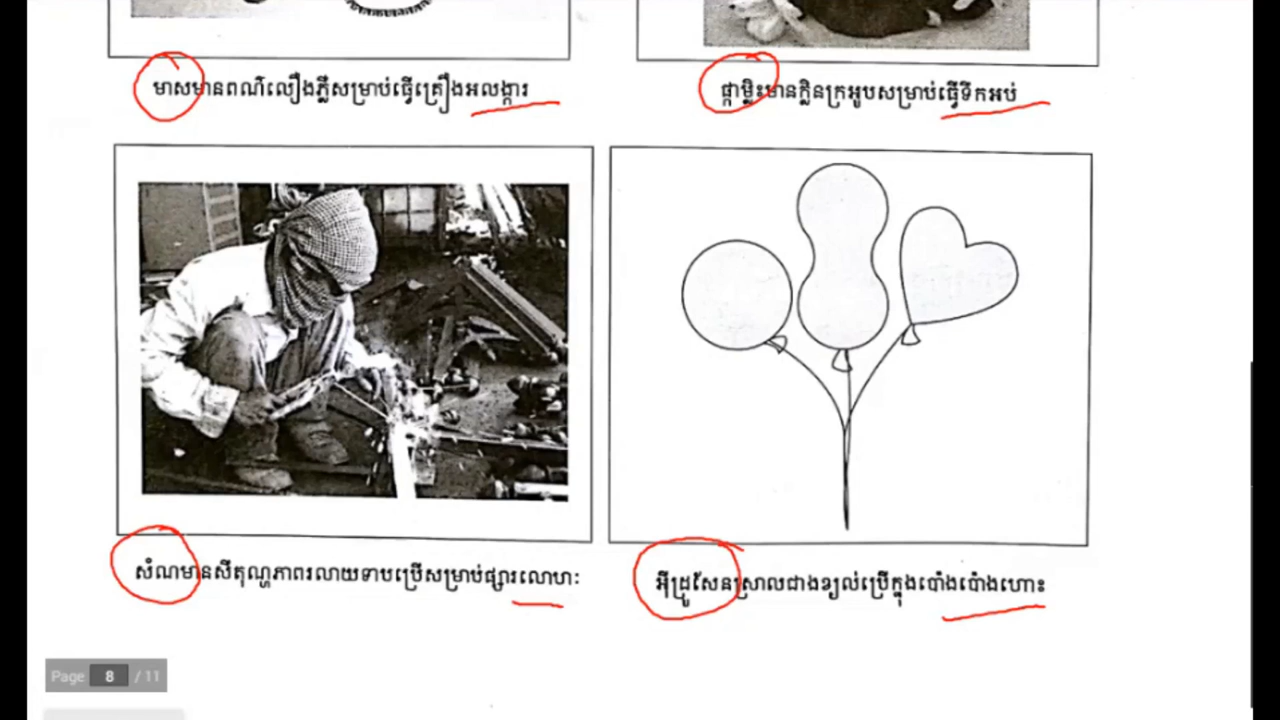 មាសមានពណ៌លឿងភ្លឺសម្រាប់ធ្វើគ្រឿងអលង្ការ
ផ្កាម្លិះមានក្លិនក្រអូបសម្រាប់ធ្វើទឹកអប់
សំណមានសីតុណ្ហភាពរលាយទាបប្រើសម្រាប់ផ្សារលោហៈ
អ៊ីដ្រូសែនស្រាលជាងខ្យល់ប្រើក្នុងប៉ោងប៉ោងហោះ
Page 8 / 11